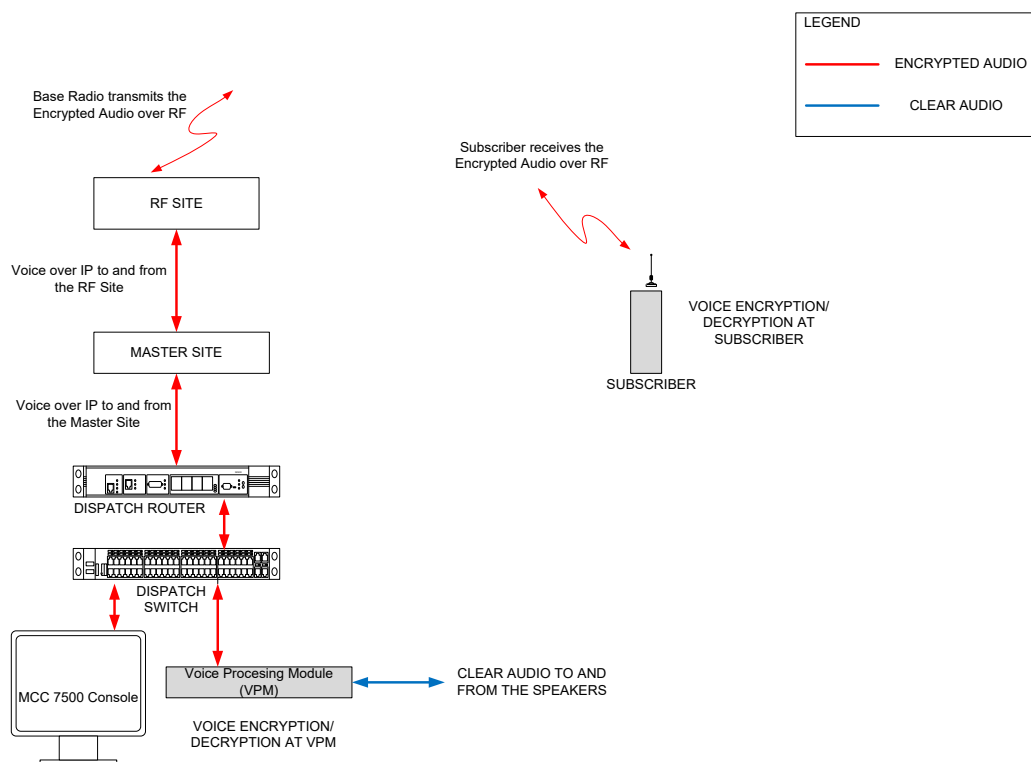 LEGEND
ENCRYPTED AUDIO
CLEAR AUDIO
Base Radio transmits the
Encrypted Audio over RF
Subscriber receives the
Encrypted Audio over RF
RF SITE
Voice over IP to and from
the RF Site
VOICE ENCRYPTION/
DECRYPTION AT
SUBSCRIBER
MASTER SITE
SUBSCRIBER
Voice over IP to and from
the Master Site
DISPATCH ROUTER
DISPATCH
SWITCH
MCC 7500 Console
Voice Procesing Module
(VPM)
CLEAR AUDIO TO AND
FROM THE SPEAKERS
VOICE ENCRYPTION/
DECRYPTION AT VPM